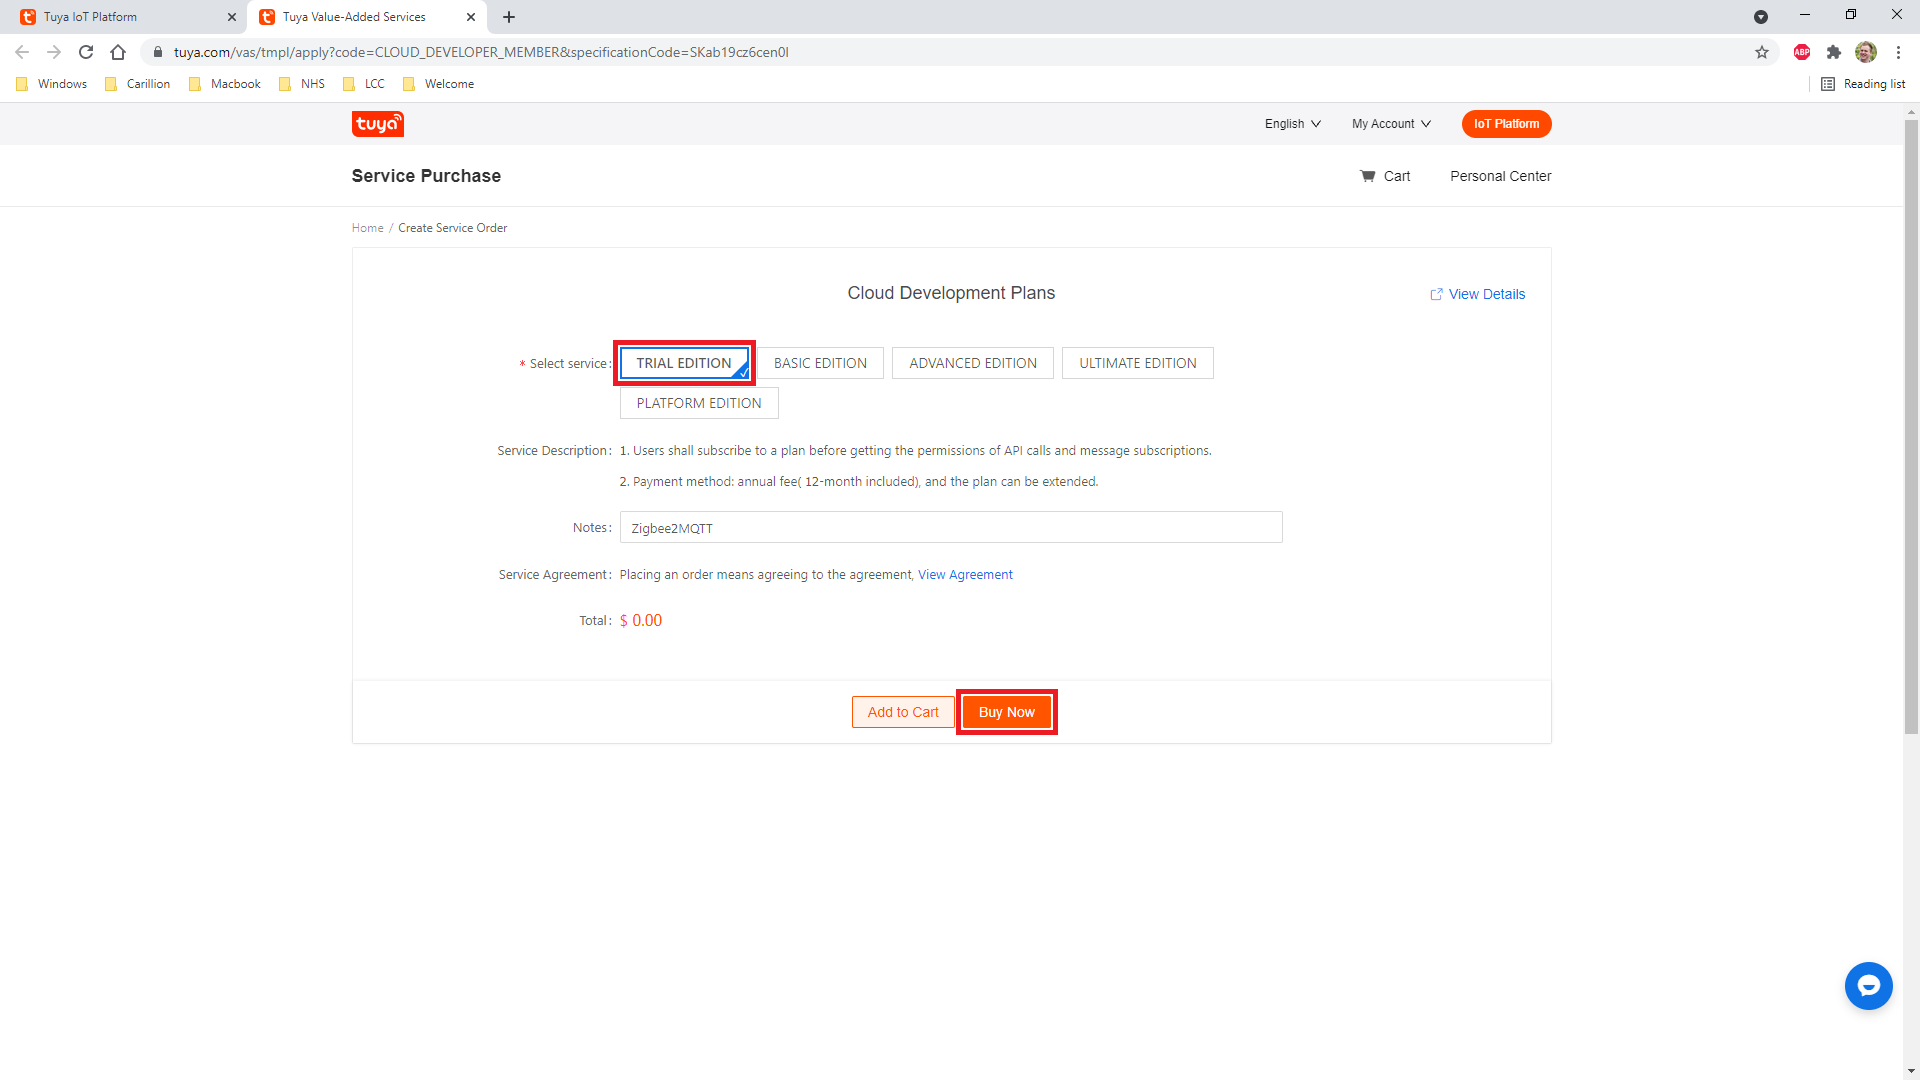 Tuya IoT Platform
Tuya Value-Added Services
tuya.com/vas/tmpl/apply?code=CLOUD_DEVELOPER_MEMBER&specificationCode=SKab19cz6cen0l
ABP
Windows Carillion Macbook NHS LCC Welcome Reading list
tuya
English My Account IoT Platform
Service Purchase Cart Personal Center
Home / Create Service Order
Cloud Development Plans View Details
* Select service: TRIAL EDITION BASIC EDITION ADVANCED EDITION ULTIMATE EDITION
PLATFORM EDITION
Service Description: 1. Users shall subscribe to a plan before getting the permissions of API calls and message subscriptions.
2. Payment method: annual fee( 12-month included), and the plan can be extended.
Notes: Zigbee2MQTT
Service Agreement: Placing an order means agreeing to the agreement, View Agreement
Total: $ 0.00
Add to Cart Buy Now